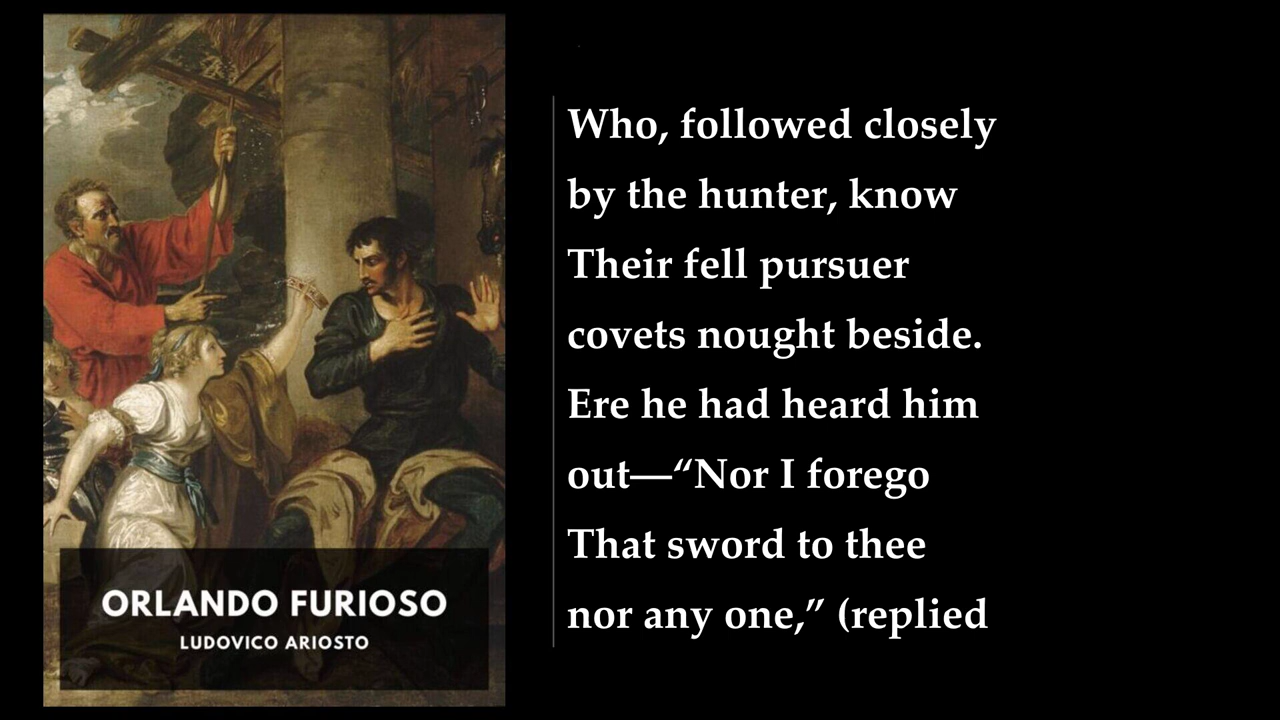 ORLANDO FURIOSO
LUDOVICO ARIOSTO
Who, followed closely
by the hunter, know
Their fell pursuer
covets nought beside.
Ere he had heard him
out—“Nor I forego
That sword to thee
nor any one,” (replied